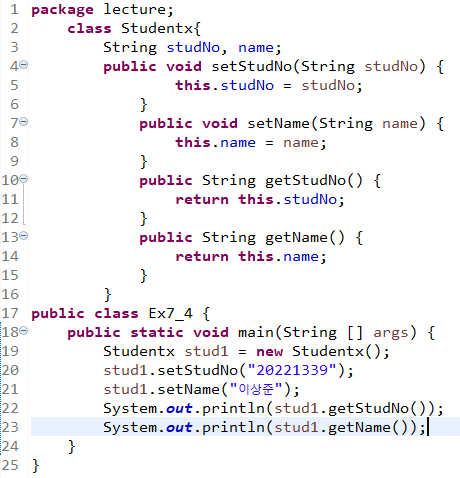 1 package lecture;
2     class Studentx{
3         String studNo, name;
4         public void setStudNo(String studNo) {
5                 this.studNo = studNo;
6             }
7             public void setName(String name) {
8                 this.name = name;
9             }
10             public String getStudNo() {
11                 return this.studNo;
12             }
13             public String getName() {
14                 return this.name;
15             }
16         }
17 public class Ex7_4 {
18     public static void main(String [] args) {
19         Studentx stud1 = new Studentx();
20         stud1.setStudNo("20221339");
21         stud1.setName("이상준");
22         System.out.println(stud1.getStudNo());
23         System.out.println(stud1.getName());
24     }
25 }